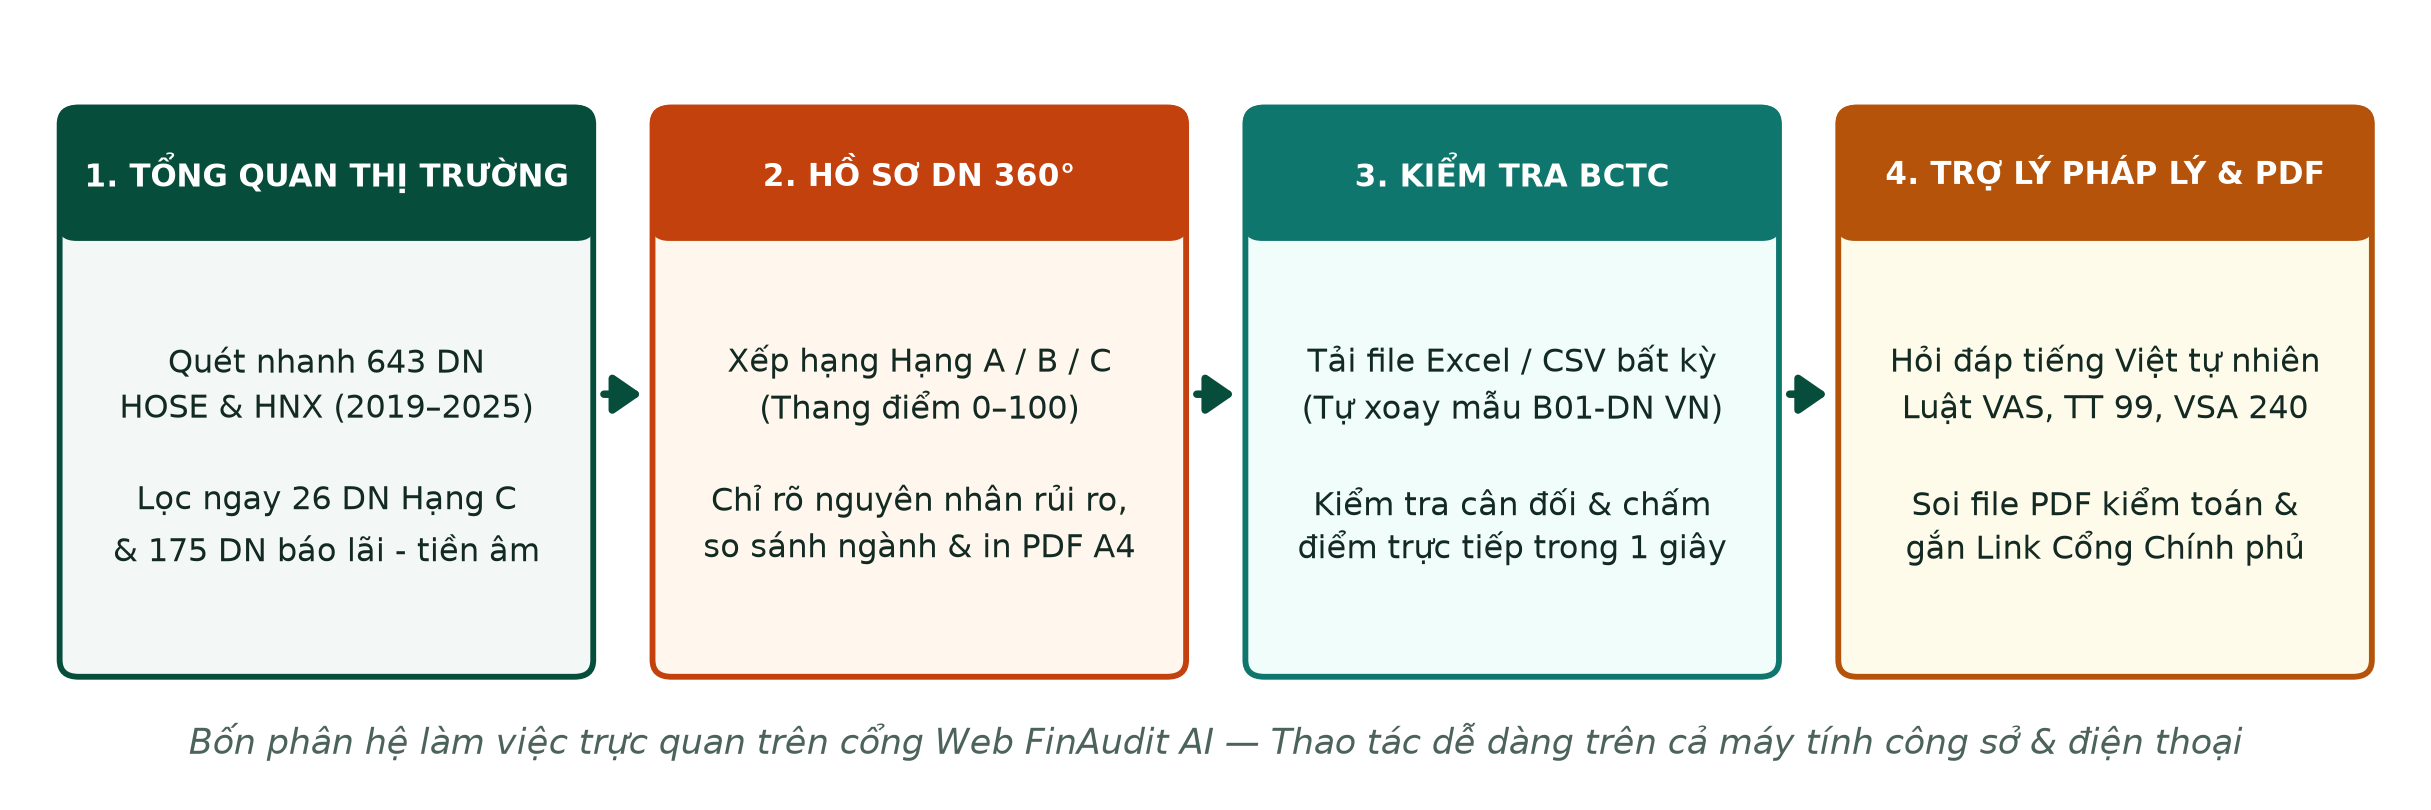 1. TỔNG QUAN THỊ TRƯỜNG
Quét nhanh 643 DN
HOSE & HNX (2019–2025)
Lọc ngay 26 DN Hạng C
& 175 DN báo lãi - tiền âm
2. HỒ SƠ DN 360°
Xếp hạng Hạng A / B / C
(Thang điểm 0–100)
Chỉ rõ nguyên nhân rủi ro,
so sánh ngành & in PDF A4
3. KIỂM TRA BCTC
Tải file Excel / CSV bất kỳ
(Tự xoay mẫu B01-DN VN)
Kiểm tra cân đối & chấm
điểm trực tiếp trong 1 giây
4. TRỢ LÝ PHÁP LÝ & PDF
Hỏi đáp tiếng Việt tự nhiên
Luật VAS, TT 99, VSA 240
Soi file PDF kiểm toán &
gắn Link Cổng Chính phủ
Bốn phân hệ làm việc trực quan trên cổng Web FinAudit AI — Thao tác dễ dàng trên cả máy tính công sở & điện thoại